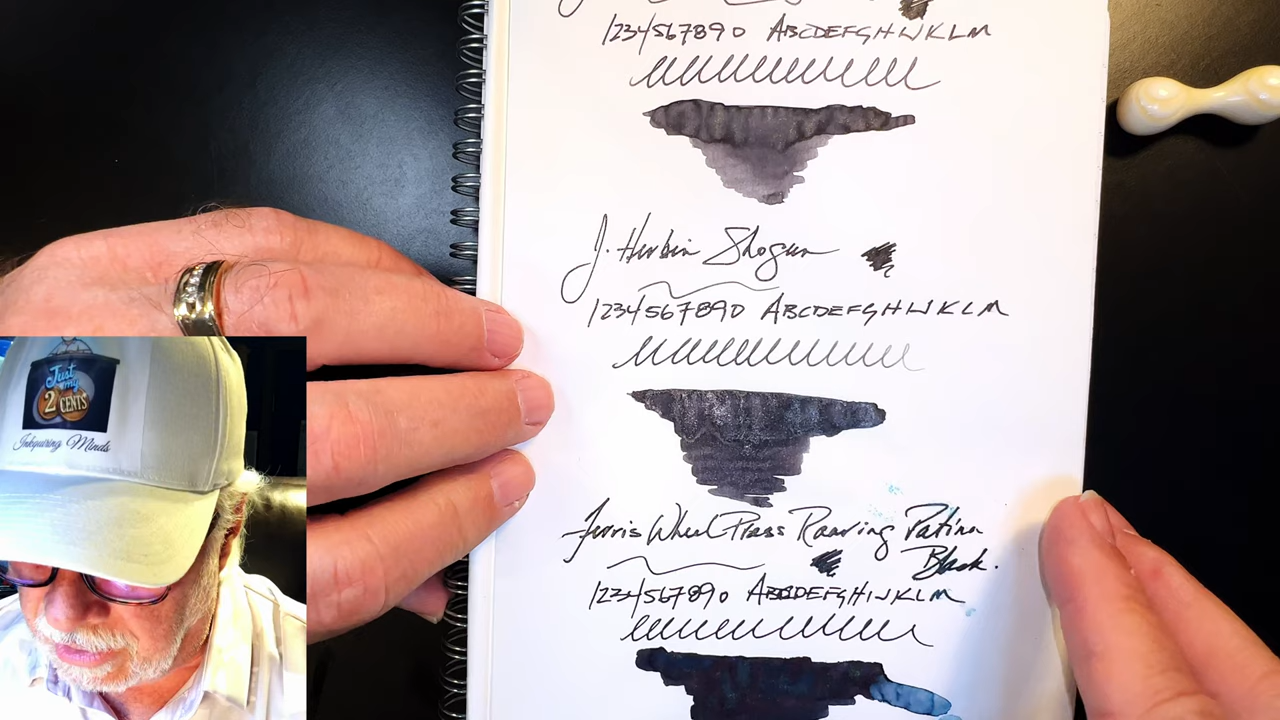 1234567890 ABCDEFGHIJKLM
J. Herbin Shogun
1234567890 ABCDEFGHIJKLM
Ferris Wheel Press Roaring Patina
Black.
1234567890 ABCDEFGHIJKLM
Just
my
2 CENTS
Inkquiring Minds